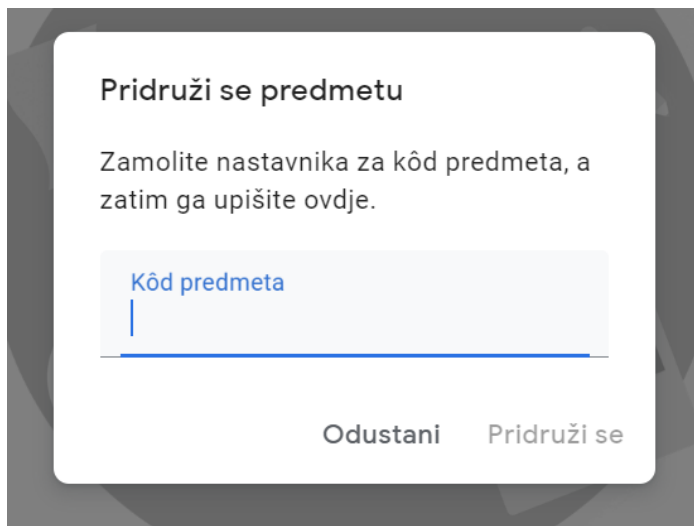 Pridruži se predmetu
Zamolite nastavnika za kôd predmeta, a
zatim ga upišite ovdje.
Kôd predmeta
Odustani Pridruži se